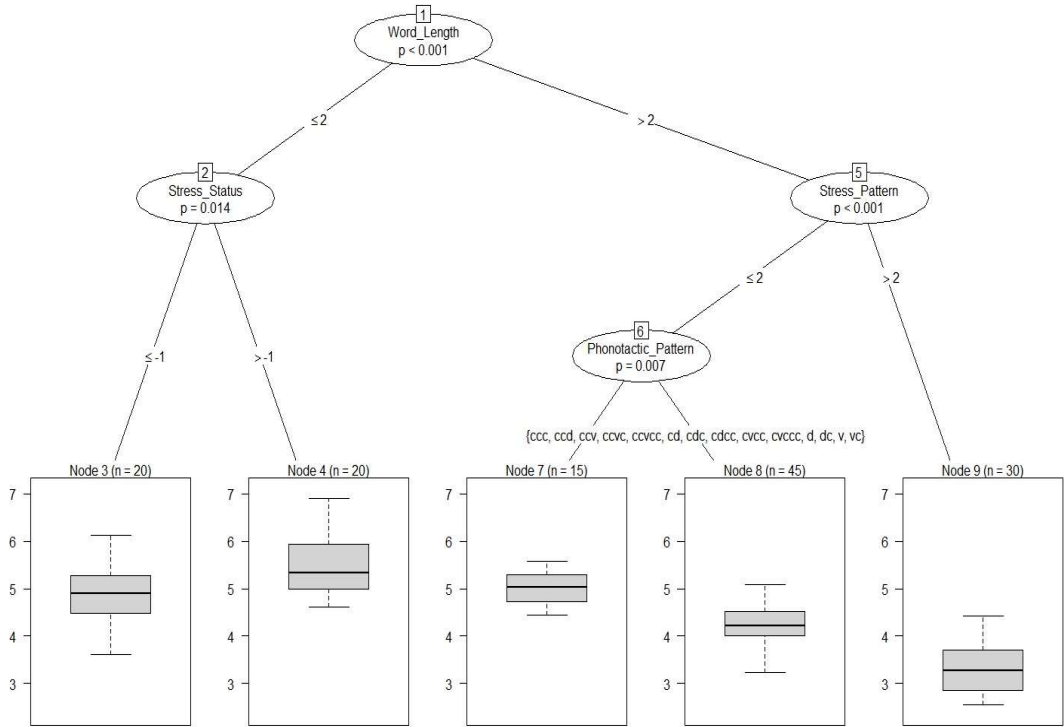 1
Word_Length
p < 0.001
≤ 2
> 2
2
Stress_Status
p = 0.014
5
Stress_Pattern
p < 0.001
≤ 2
> 2
6
Phonotactic_Pattern
p = 0.007
≤ -1
> -1
{ccc, ccd, ccv, ccvc, ccvcc, cd, cdc, cdcc, cvcc, cvccc, d, dc, v, vc}
Node 3 (n = 20)
7
6
5
4
3
Node 4 (n = 20)
7
6
5
4
3
Node 7 (n = 15)
7
6
5
4
3
Node 8 (n = 45)
7
6
5
4
3
Node 9 (n = 30)
7
6
5
4
3